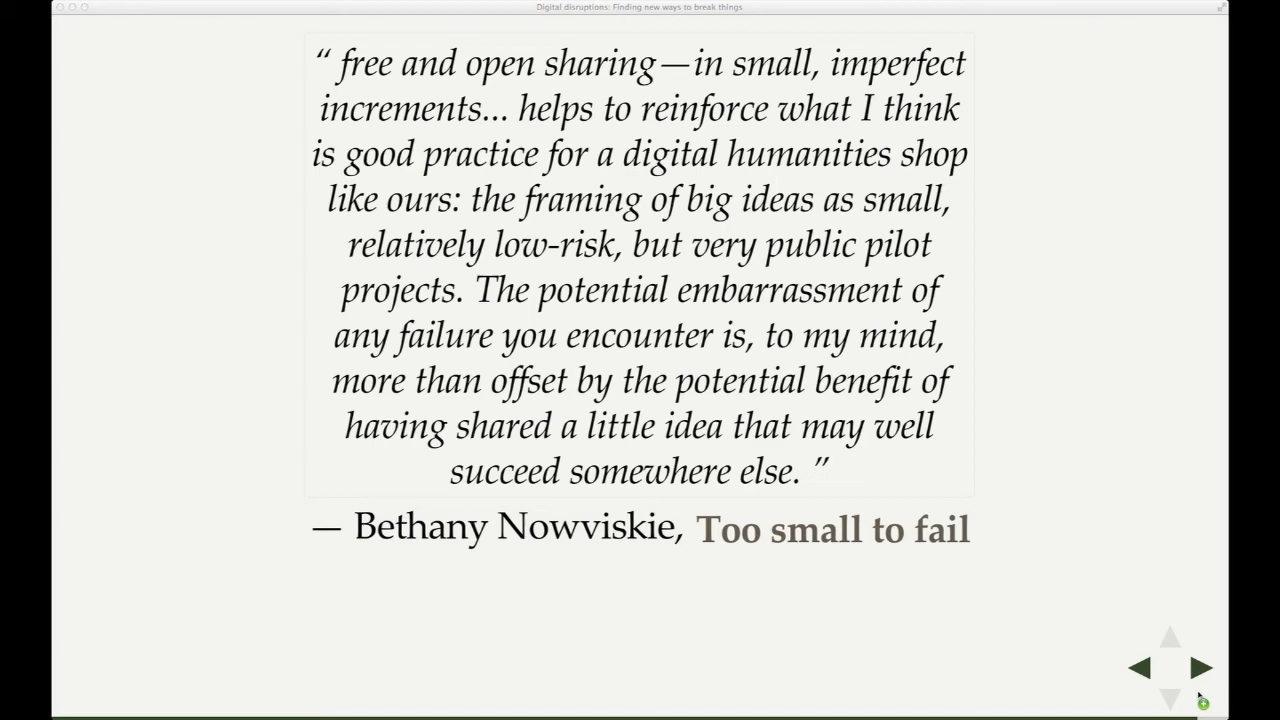 Digital disruptions: Finding new ways to break things
“ free and open sharing—in small, imperfect
increments... helps to reinforce what I think
is good practice for a digital humanities shop
like ours: the framing of big ideas as small,
relatively low-risk, but very public pilot
projects. The potential embarrassment of
any failure you encounter is, to my mind,
more than offset by the potential benefit of
having shared a little idea that may well
succeed somewhere else. ”
— Bethany Nowviskie, Too small to fail